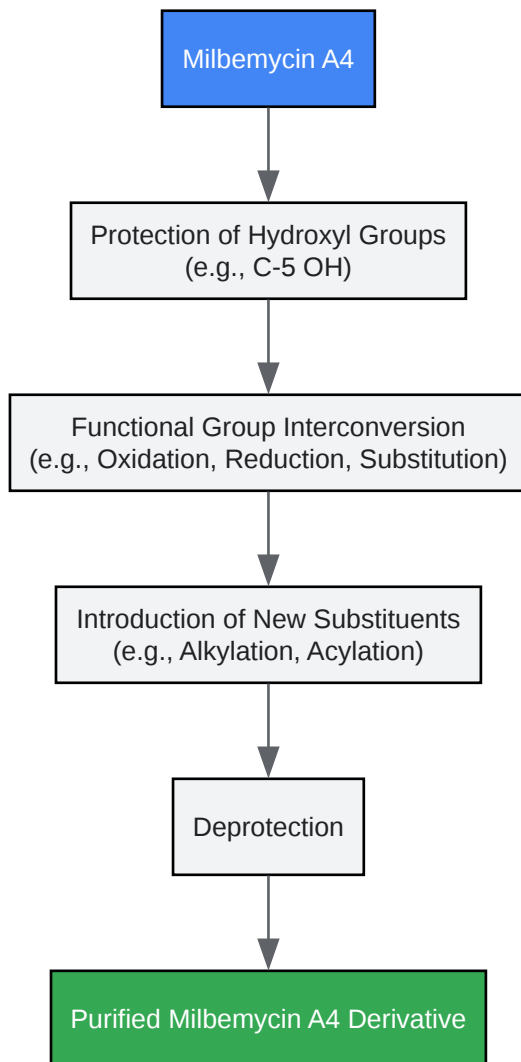 Milbemycin A4
Protection of Hydroxyl Groups
(e.g., C-5 OH)
Functional Group Interconversion
(e.g., Oxidation, Reduction, Substitution)
Introduction of New Substituents
(e.g., Alkylation, Acylation)
Deprotection
Purified Milbemycin A4 Derivative